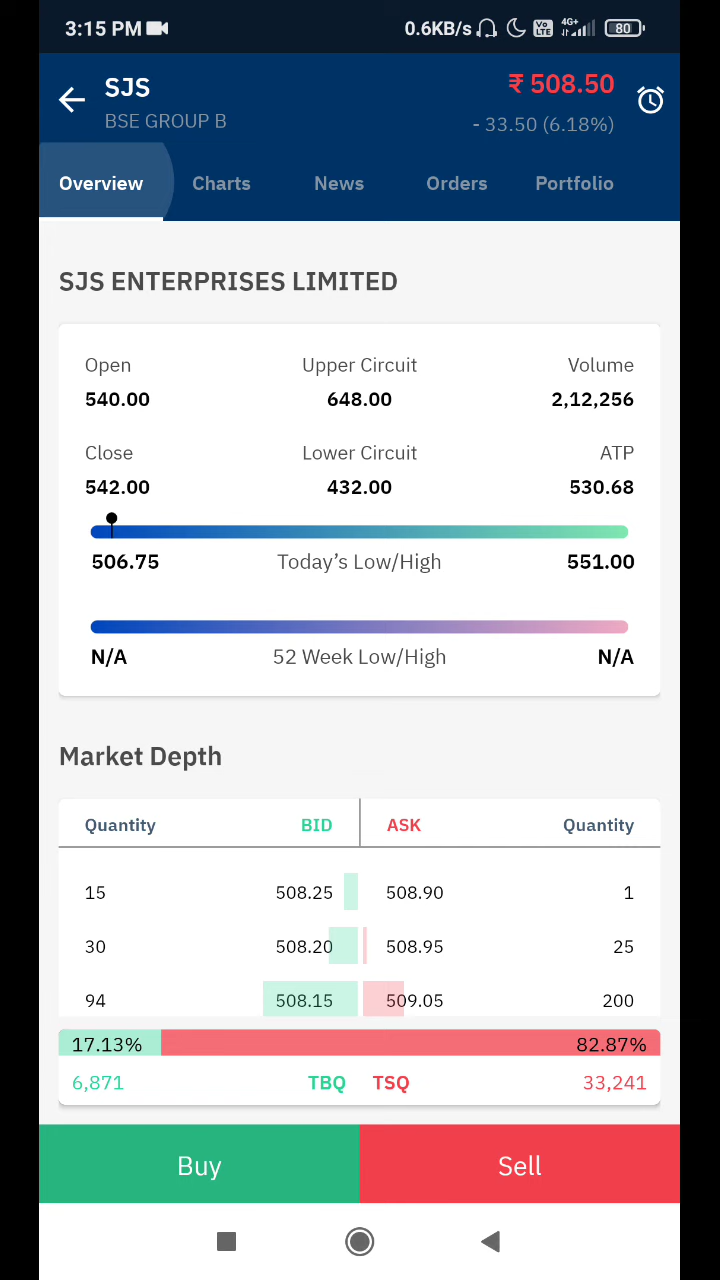 3:15 PM 0.6KB/s Vo LTE 4G+ 80
SJS ₹ 508.50
BSE GROUP B - 33.50 (6.18%)
Overview Charts News Orders Portfolio
SJS ENTERPRISES LIMITED
Open Upper Circuit Volume
540.00 648.00 2,12,256
Close Lower Circuit ATP
542.00 432.00 530.68
506.75 Today’s Low/High 551.00
N/A 52 Week Low/High N/A
Market Depth
Quantity BID ASK Quantity
15 508.25 508.90 1
30 508.20 508.95 25
94 508.15 509.05 200
17.13% 82.87%
6,871 TBQ TSQ 33,241
Buy Sell